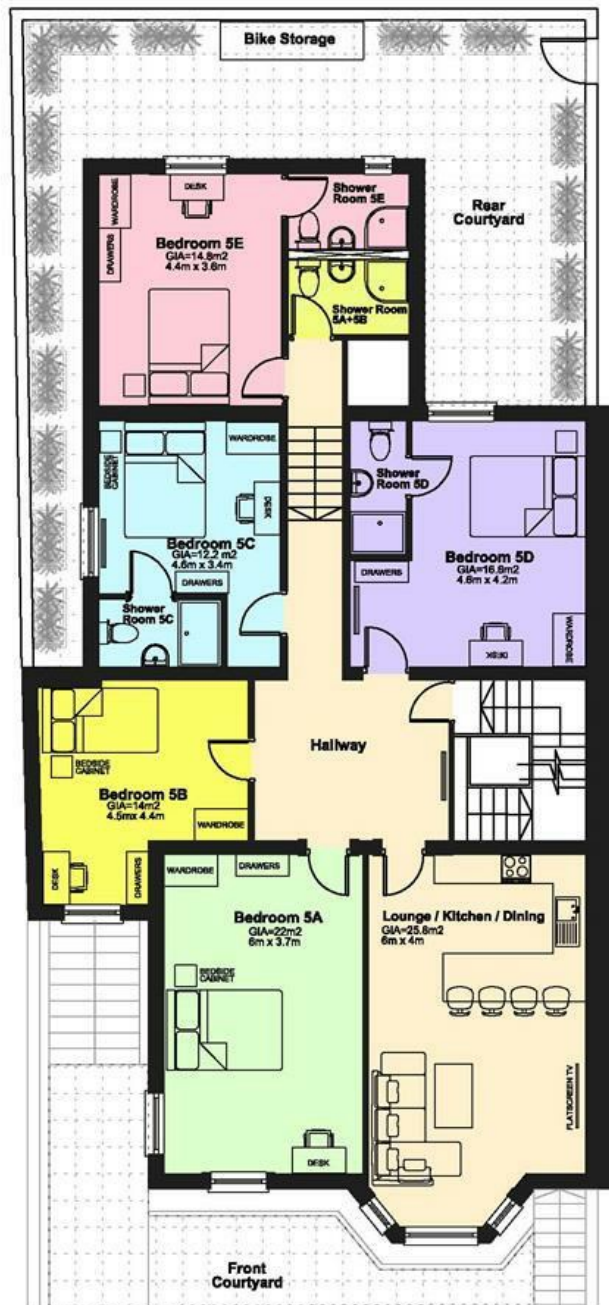 Bike Storage
Rear
Courtyard
DESK
WARDROBE
DRAWERS
Bedroom 5E
GIA=14.8m2
4.4m x 3.6m
Shower
Room 5E
Shower Room
5A+5B
BEDSIDE
CABINET
WARDROBE
DESK
Bedroom 5C
GIA=12.2 m2
4.6m x 3.4m
DRAWERS
Shower
Room 5C
Shower
Room 5D
Bedroom 5D
GIA=16.6m2
4.6m x 4.2m
DRAWERS
DESK
WARDROBE
Hallway
BEDSIDE
CABINET
Bedroom 5B
GIA=14m2
4.5mx 4.4m
WARDROBE
DESK
DRAWERS
WARDROBE
DRAWERS
Bedroom 5A
GIA=22m2
6m x 3.7m
BEDSIDE
CABINET
DESK
Lounge / Kitchen / Dining
GIA=25.8m2
6m x 4m
FLATSCREEN TV
Front
Courtyard